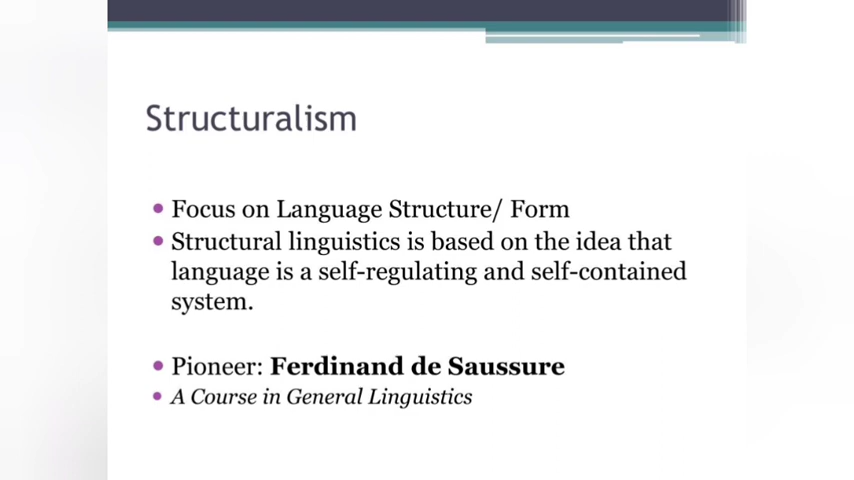 Structuralism
• Focus on Language Structure/ Form
• Structural linguistics is based on the idea that
language is a self-regulating and self-contained
system.
• Pioneer: Ferdinand de Saussure
• A Course in General Linguistics